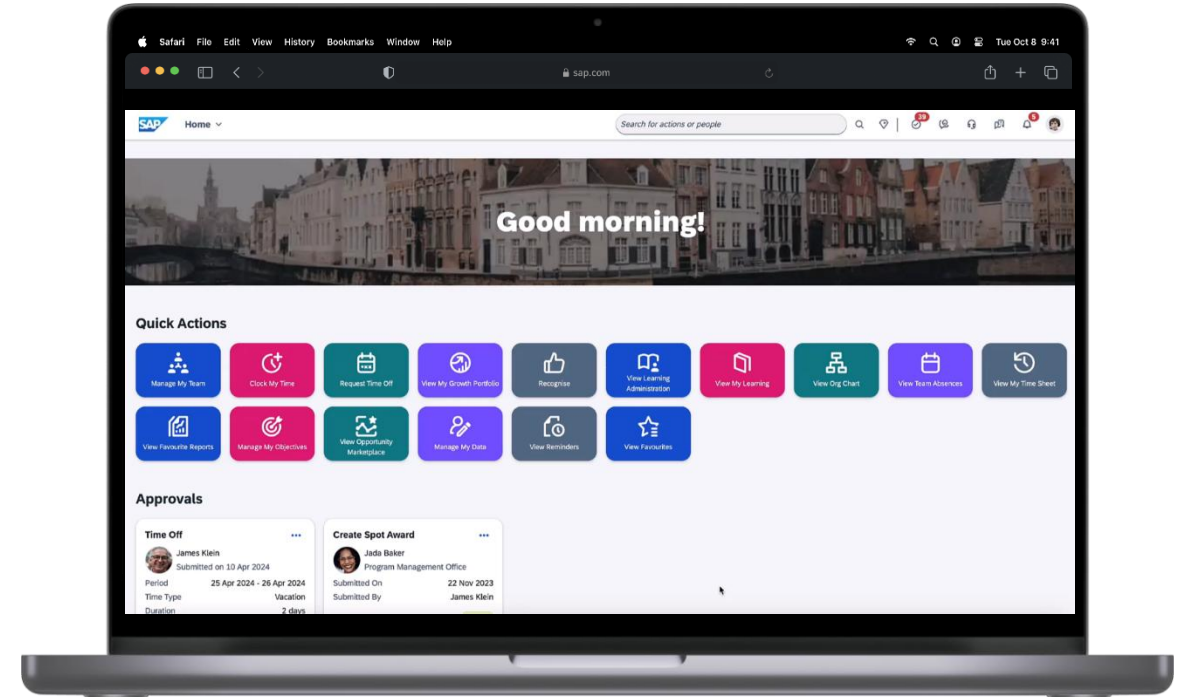 Safari File Edit View History Bookmarks Window Help Tue Oct 8 9:41
sap.com
SAP Home Search for actions or people 29 5
Good morning!
Quick Actions
Manage My Team
Clock My Time
Request Time Off
View My Growth Portfolio
Recognise
View Learning
Administration
View My Learning
View Org Chart
View Team Absences
View My Time Sheet
View Favourite Reports
Manage My Objectives
View Opportunity
Marketplace
Manage My Data
View Reminders
View Favourites
Approvals
Time Off
James Klein
Submitted on 10 Apr 2024
Period 25 Apr 2024 - 26 Apr 2024
Time Type Vacation
Duration 2 days
Create Spot Award
Jada Baker
Program Management Office
Submitted On 22 Nov 2023
Submitted By James Klein